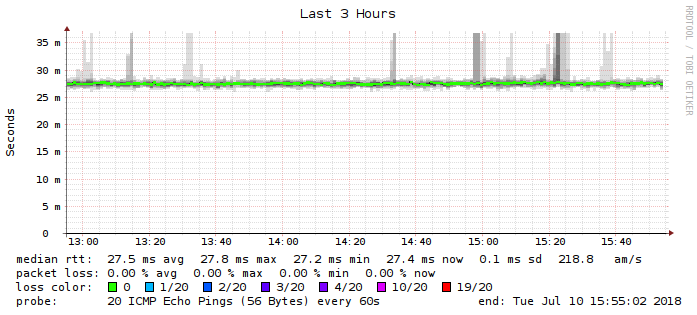 Last 3 Hours
RRDTOOL / TOBI OETIKER
Seconds
35 m
30 m
25 m
20 m
15 m
10 m
5 m
0
13:00 13:20 13:40 14:00 14:20 14:40 15:00 15:20 15:40
median rtt: 27.5 ms avg 27.8 ms max 27.2 ms min 27.4 ms now 0.1 ms sd 218.8 am/s
packet loss: 0.00 % avg 0.00 % max 0.00 % min 0.00 % now
loss color: 0 1/20 2/20 3/20 4/20 10/20 19/20
probe: 20 ICMP Echo Pings (56 Bytes) every 60s end: Tue Jul 10 15:55:02 2018